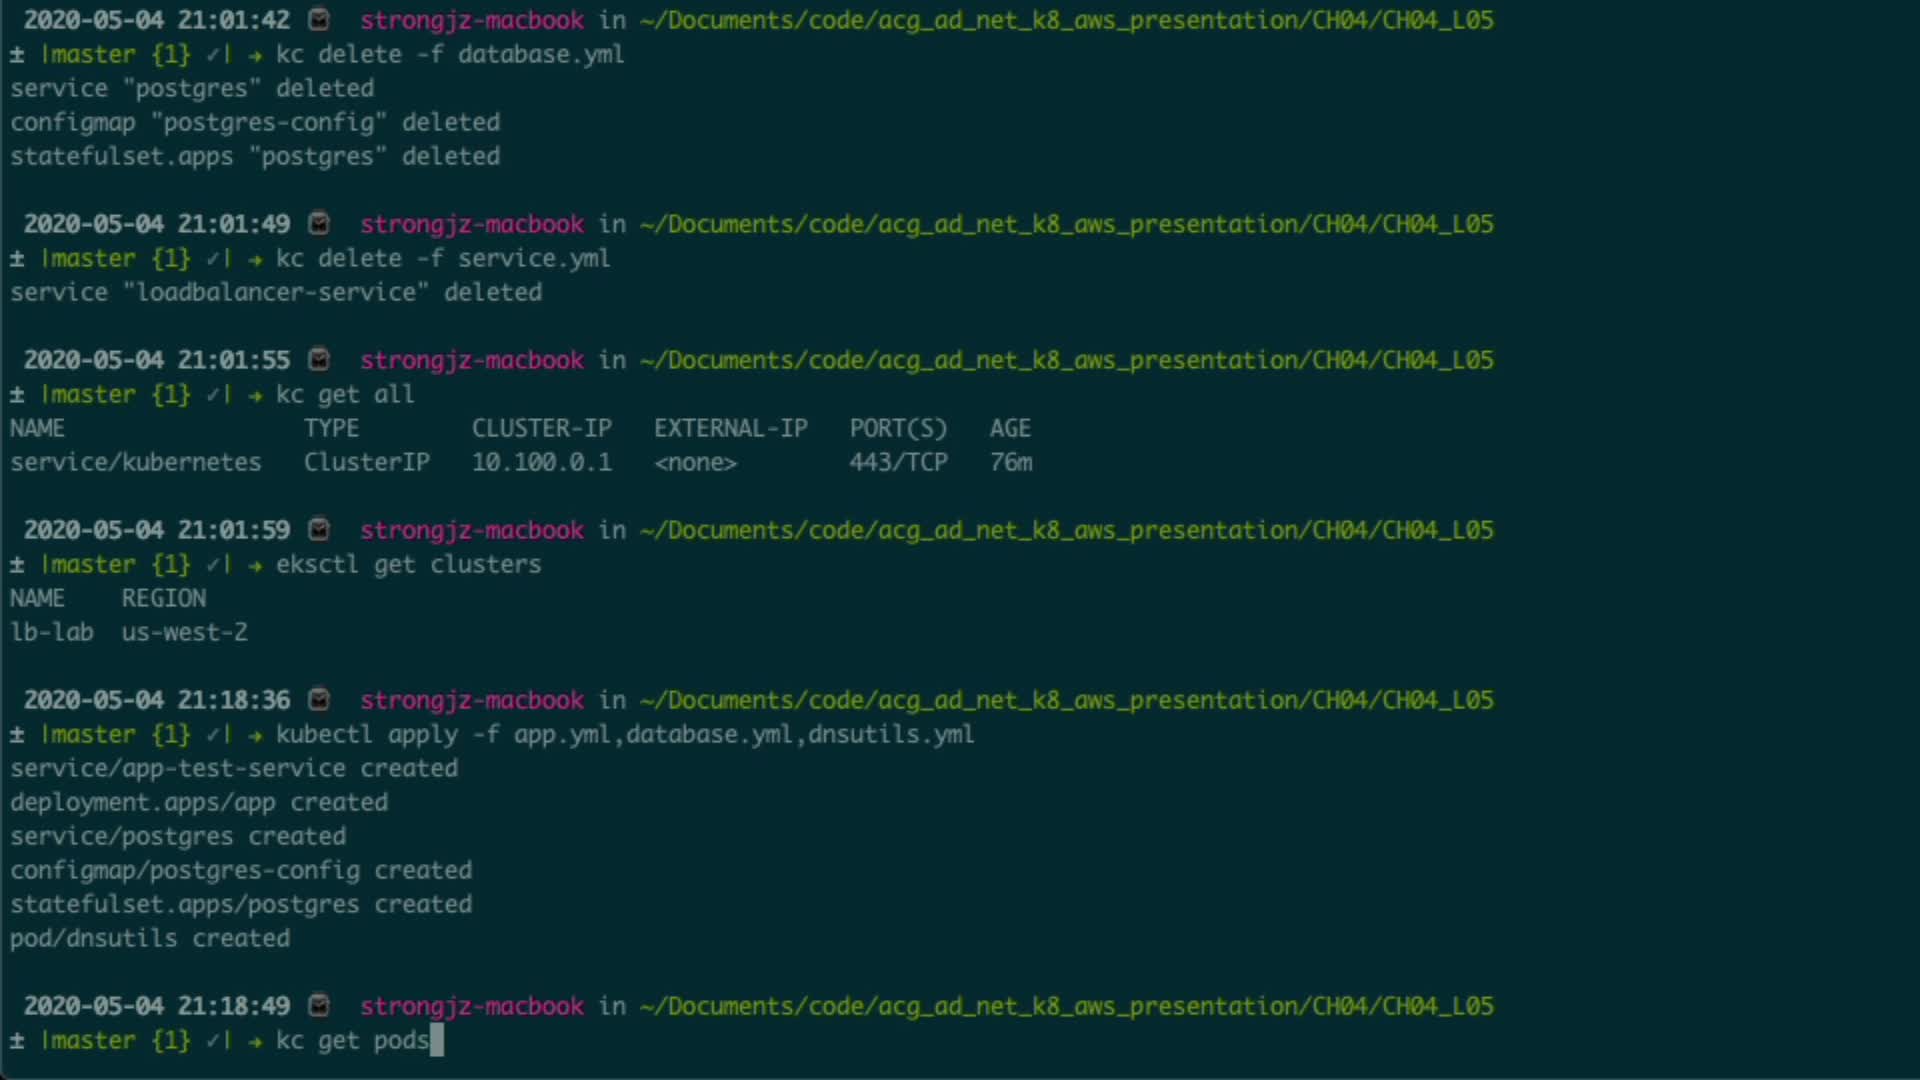 2020-05-04 21:01:42 strongjz-macbook in ~/Documents/code/acg_ad_net_k8_aws_presentation/CH04/CH04_L05
± |master {1} ✓| → kc delete -f database.yml
service "postgres" deleted
configmap "postgres-config" deleted
statefulset.apps "postgres" deleted
2020-05-04 21:01:49 strongjz-macbook in ~/Documents/code/acg_ad_net_k8_aws_presentation/CH04/CH04_L05
± |master {1} ✓| → kc delete -f service.yml
service "loadbalancer-service" deleted
2020-05-04 21:01:55 strongjz-macbook in ~/Documents/code/acg_ad_net_k8_aws_presentation/CH04/CH04_L05
± |master {1} ✓| → kc get all
NAME TYPE CLUSTER-IP EXTERNAL-IP PORT(S) AGE
service/kubernetes ClusterIP 10.100.0.1 <none> 443/TCP 76m
2020-05-04 21:01:59 strongjz-macbook in ~/Documents/code/acg_ad_net_k8_aws_presentation/CH04/CH04_L05
± |master {1} ✓| → eksctl get clusters
NAME REGION
lb-lab us-west-2
2020-05-04 21:18:36 strongjz-macbook in ~/Documents/code/acg_ad_net_k8_aws_presentation/CH04/CH04_L05
± |master {1} ✓| → kubectl apply -f app.yml,database.yml,dnsutils.yml
service/app-test-service created
deployment.apps/app created
service/postgres created
configmap/postgres-config created
statefulset.apps/postgres created
pod/dnsutils created
2020-05-04 21:18:49 strongjz-macbook in ~/Documents/code/acg_ad_net_k8_aws_presentation/CH04/CH04_L05
± |master {1} ✓| → kc get pods